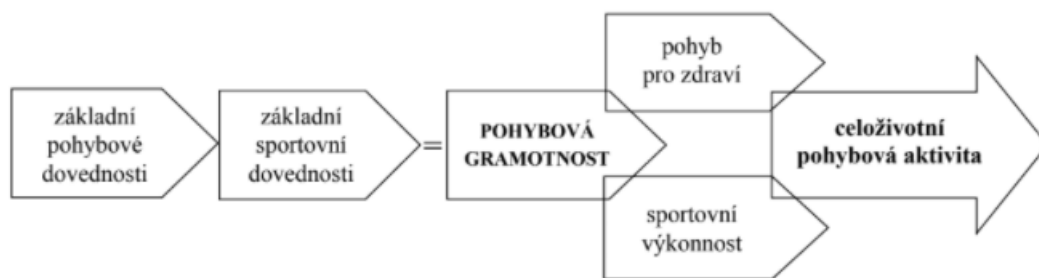 základní
pohybové
dovednosti
základní
sportovní
dovednosti
=
POHYBOVÁ
GRAMOTNOST
pohyb
pro zdraví
sportovní
výkonnost
celoživotní
pohybová aktivita